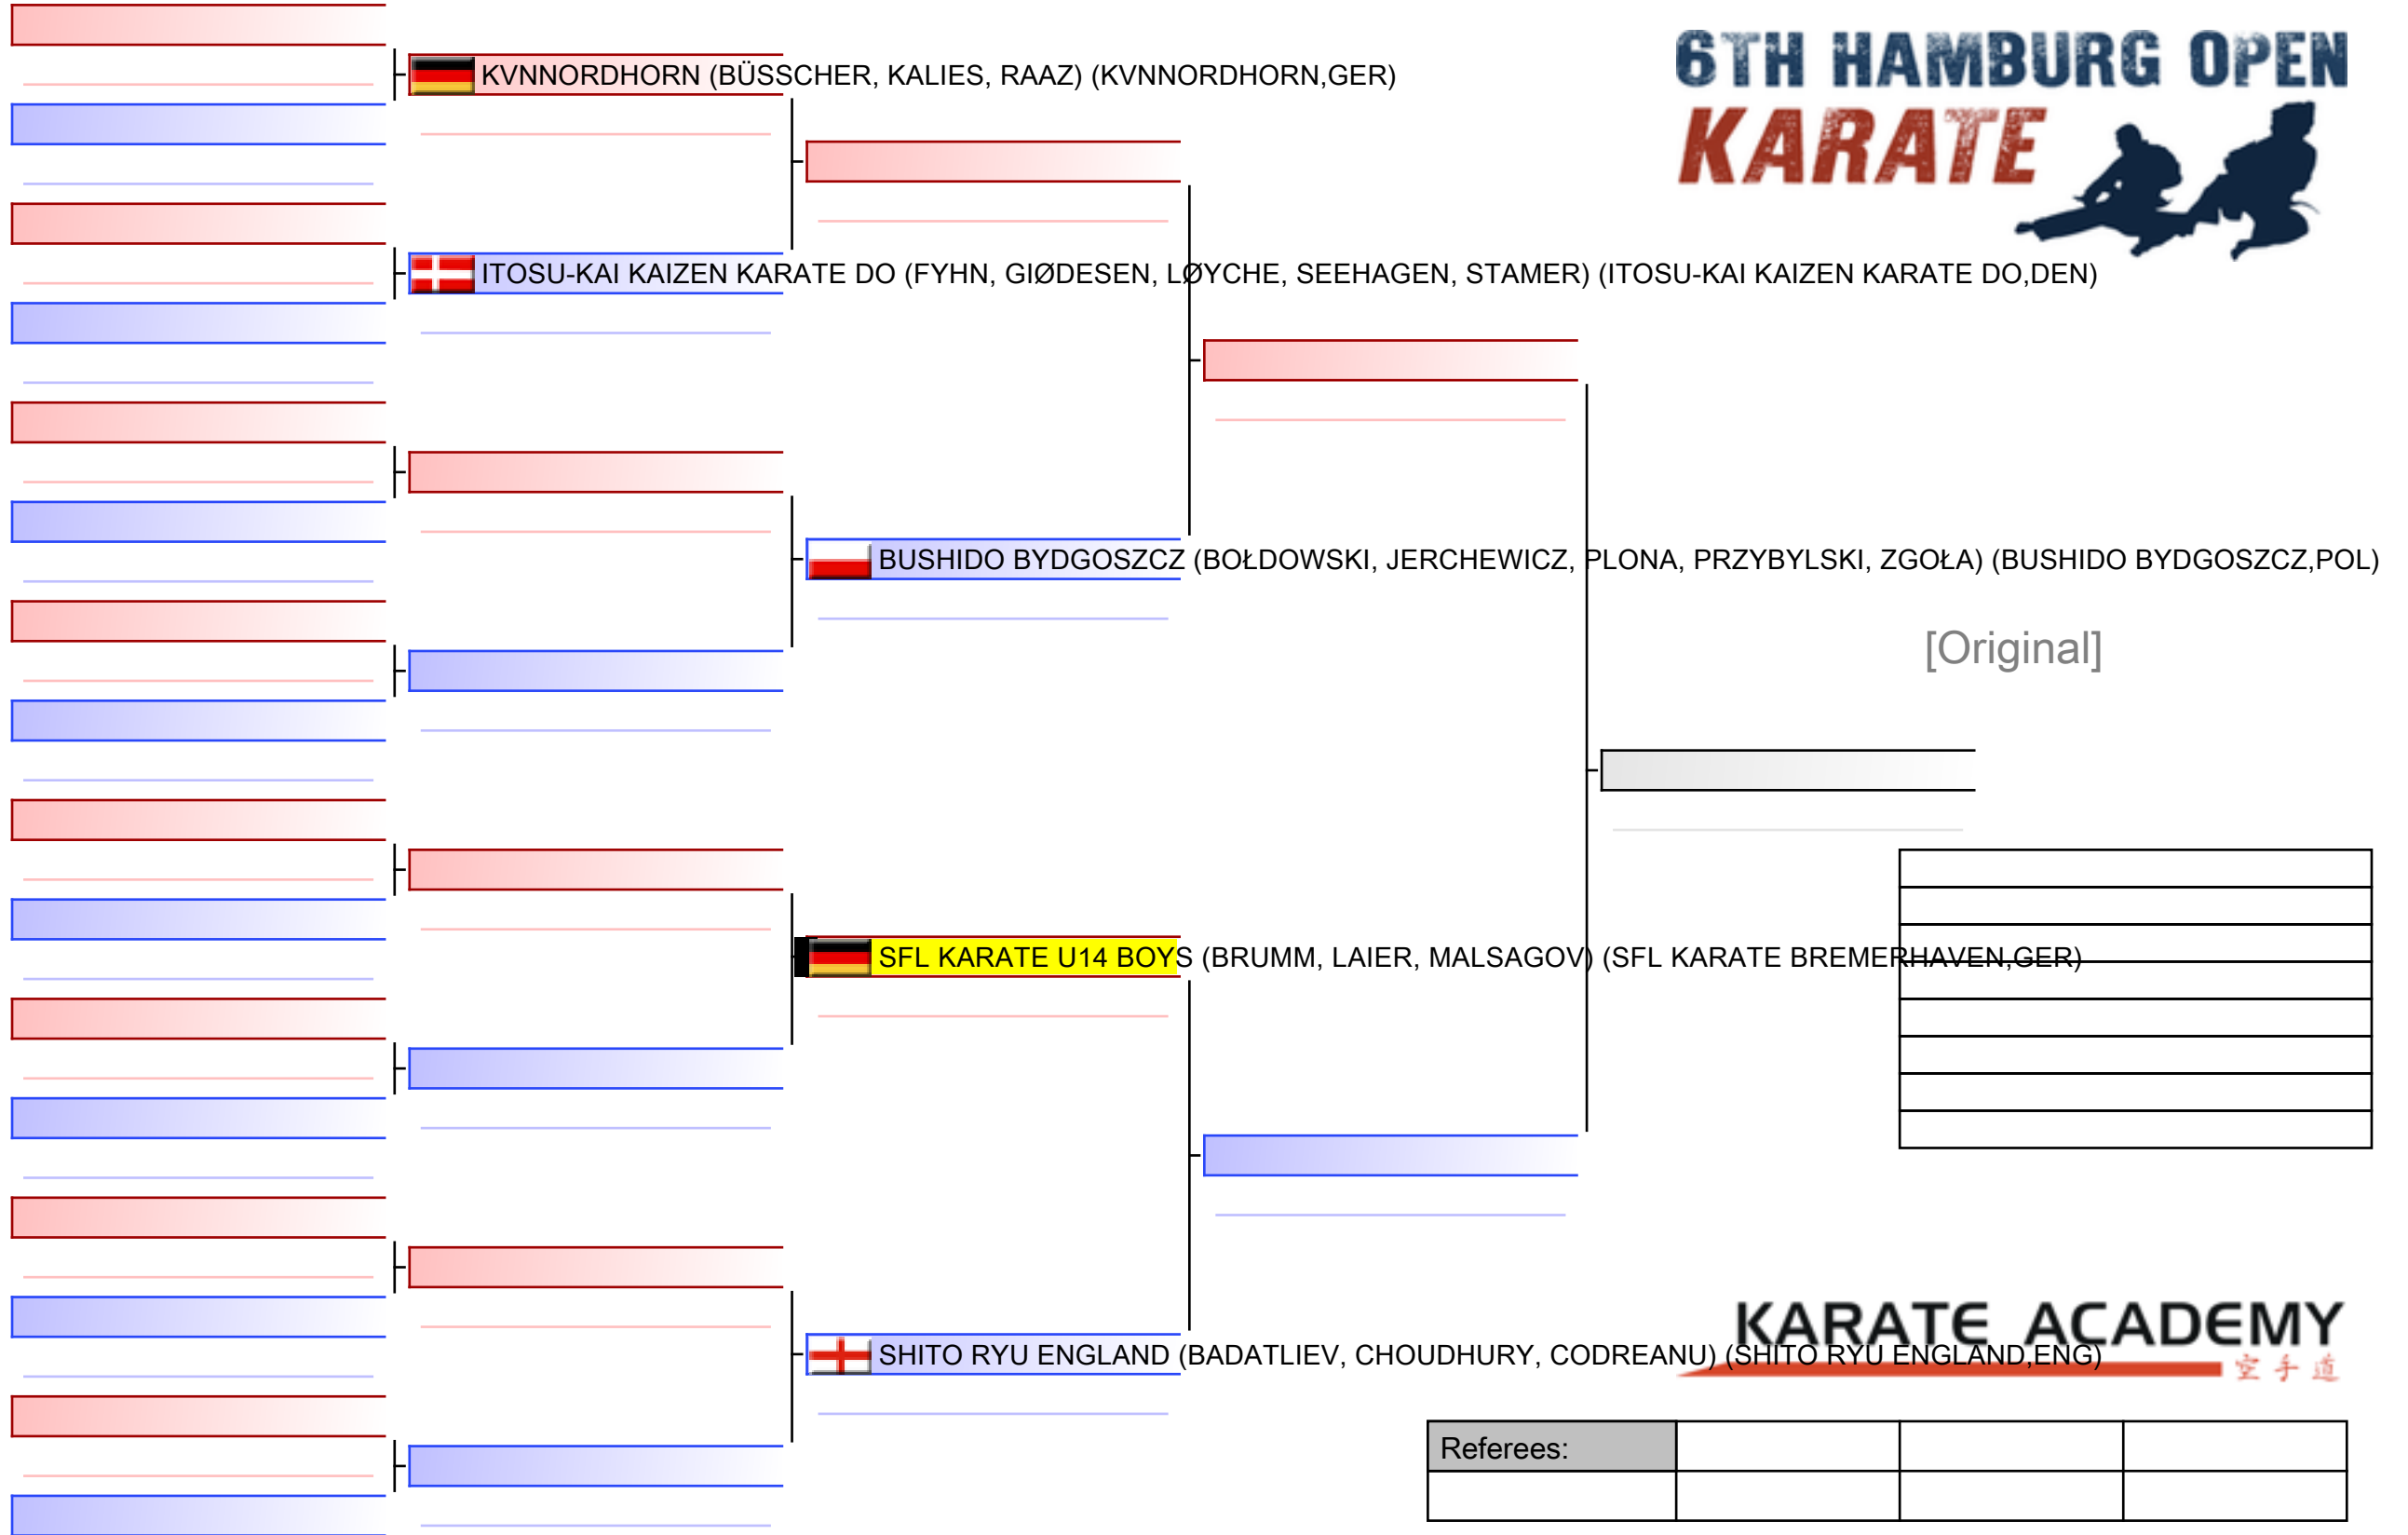 6TH HAMBURG OPEN
KARATE
KVNNORDHORN (BÜSSCHER, KALIES, RAAZ) (KVNNORDHORN,GER)
ITOSU-KAI KAIZEN KARATE DO (FYHN, GIØDESEN, LØYCHE, SEEHAGEN, STAMER) (ITOSU-KAI KAIZEN KARATE DO,DEN)
BUSHIDO BYDGOSZCZ (BOŁDOWSKI, JERCHEWICZ, PLONA, PRZYBYLSKI, ZGOŁA) (BUSHIDO BYDGOSZCZ,POL)
[Original]
SFL KARATE U14 BOYS (BRUMM, LAIER, MALSAGOV) (SFL KARATE BREMERHAVEN,GER)
KARATE ACADEMY
SHITO RYU ENGLAND (BADATLIEV, CHOUDHURY, CODREANU) (SHITO RYU ENGLAND,ENG)
空手道
Referees: